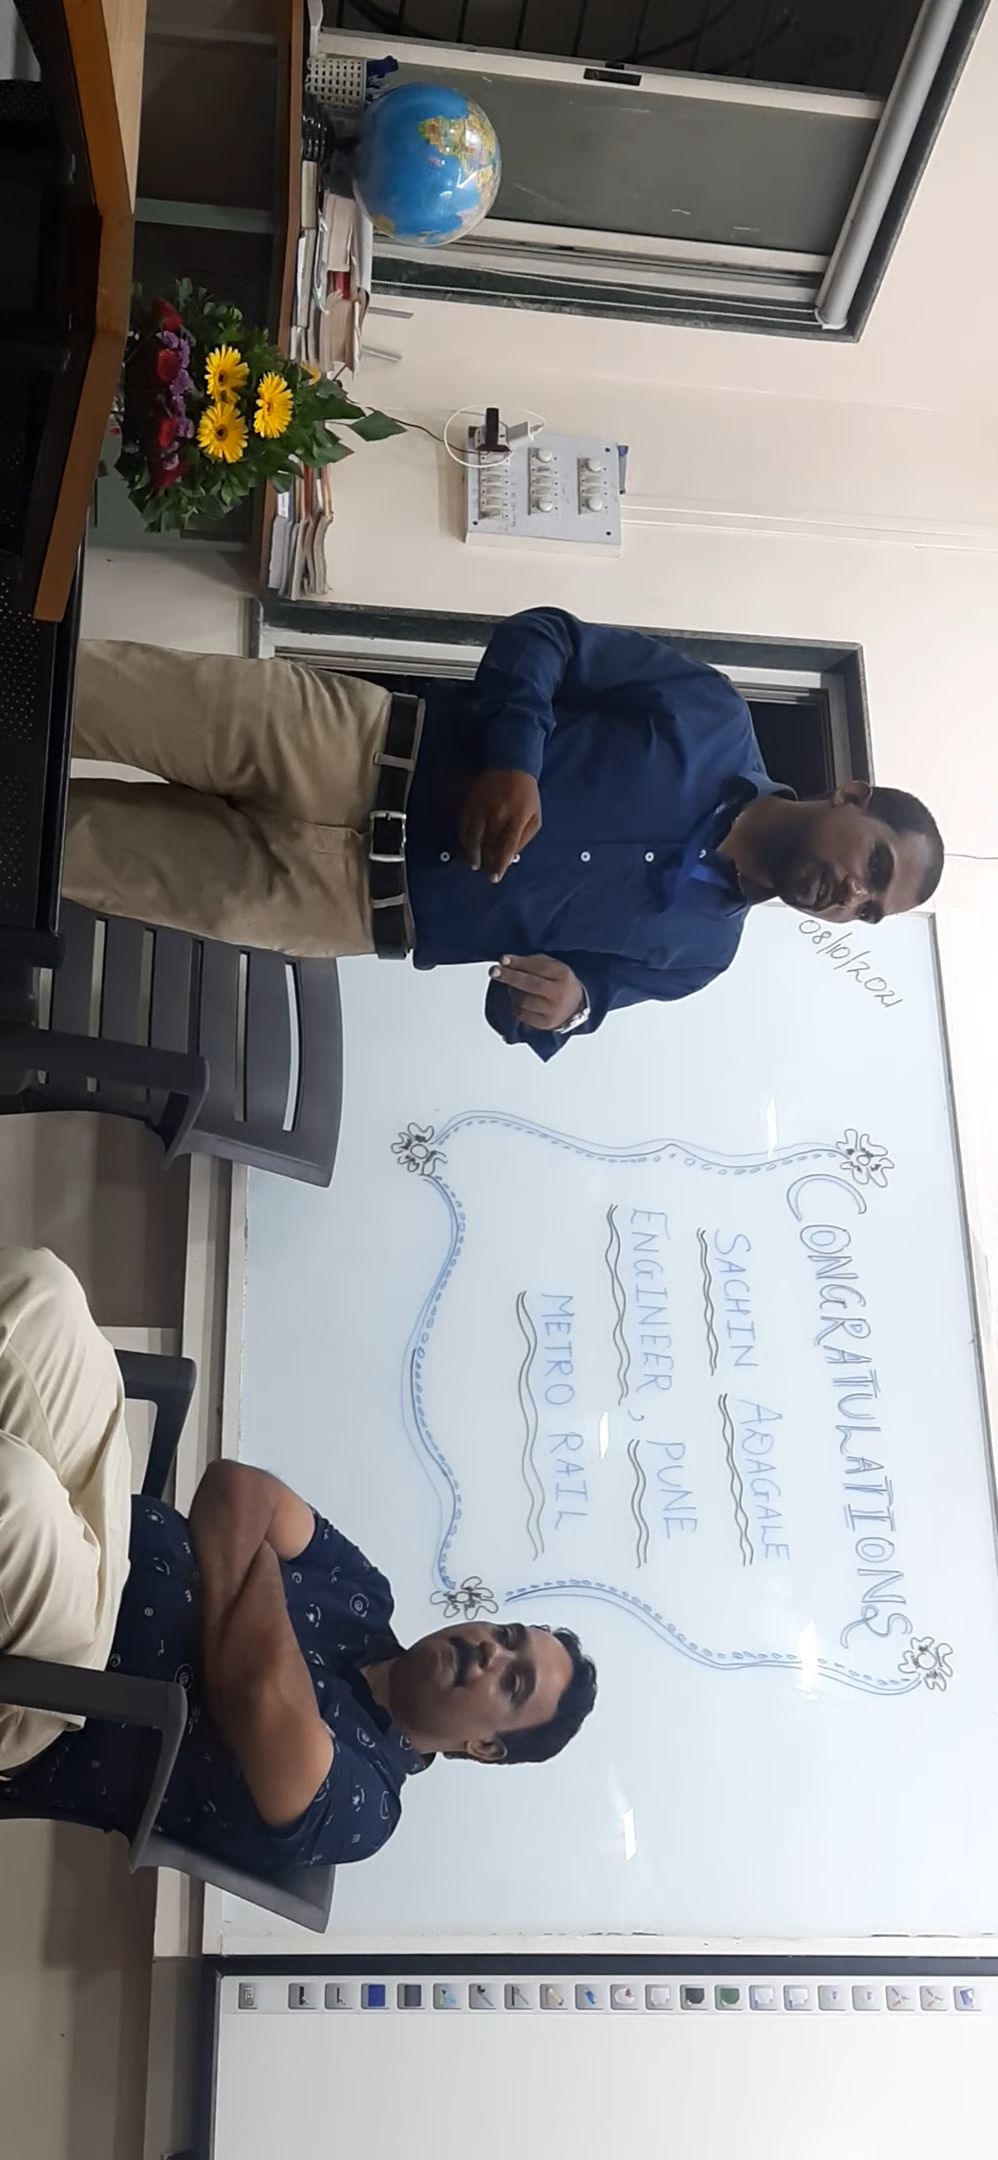 08/10/2021
CONGRATULATIONS
SACHIN ADAGALE
ENGINEER, PUNE
METRO RAIL